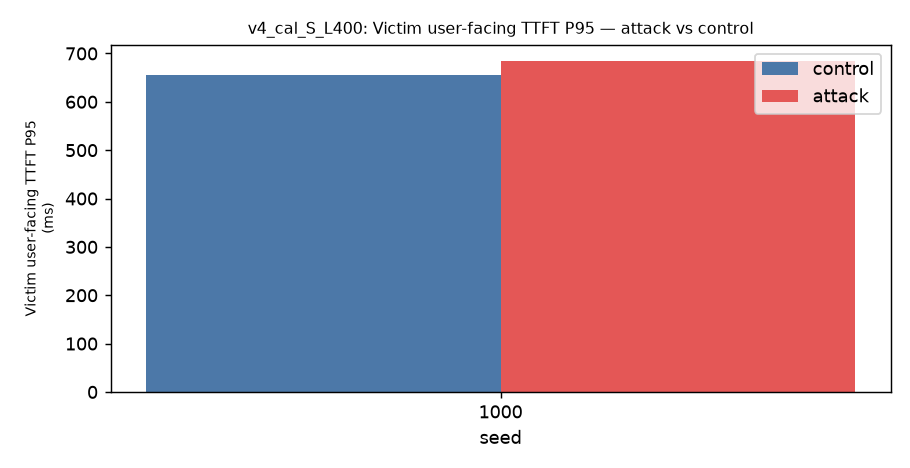 v4_cal_S_L400: Victim user-facing TTFT P95 — attack vs control
Victim user-facing TTFT P95
(ms)
700
600
500
400
300
200
100
0
control
attack
1000
seed